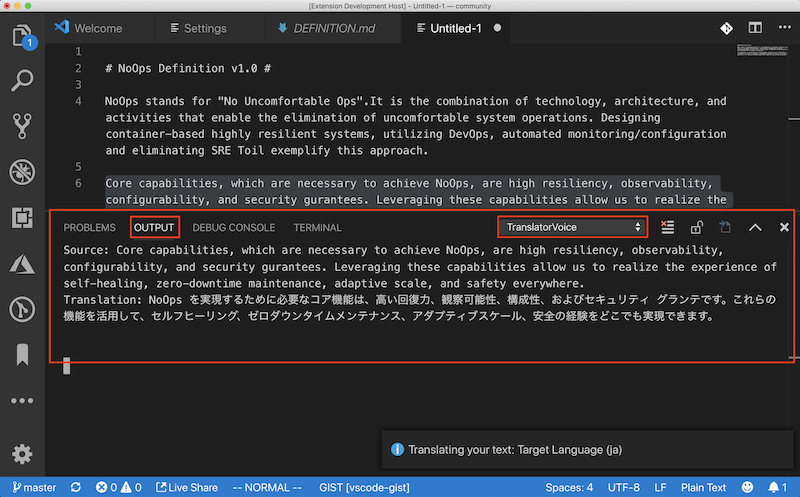 [Extension Development Host] - Untitled-1 — community
Welcome
Settings
DEFINITION.md
Untitled-1
1
1
2 # NoOps Definition v1.0 #
3
4 NoOps stands for "No Uncomfortable Ops".It is the combination of technology, architecture, and
activities that enable the elimination of uncomfortable system operations. Designing
container-based highly resilient systems, utilizing DevOps, automated monitoring/configuration
and eliminating SRE Toil exemplify this approach.
5
6 Core capabilities, which are necessary to achieve NoOps, are high resiliency, observability,
configurability, and security gurantees. Leveraging these capabilities allow us to realize the
PROBLEMS OUTPUT DEBUG CONSOLE TERMINAL TranslatorVoice
Source: Core capabilities, which are necessary to achieve NoOps, are high resiliency, observability,
configurability, and security gurantees. Leveraging these capabilities allow us to realize the experience of
self-healing, zero-downtime maintenance, adaptive scale, and safety everywhere.
Translation: NoOps を実現するために必要なコア機能は、高い回復力、観察可能性、構成性、およびセキュリティ グランテです。これらの
機能を活用して、セルフヒーリング、ゼロダウンタイムメンテナンス、アダプティブスケール、安全の経験をどこでも実現できます。
Translating your text: Target Language (ja)
master 0 0 Live Share -- NORMAL -- GIST [vscode-gist] Spaces: 4 UTF-8 LF Plain Text 1